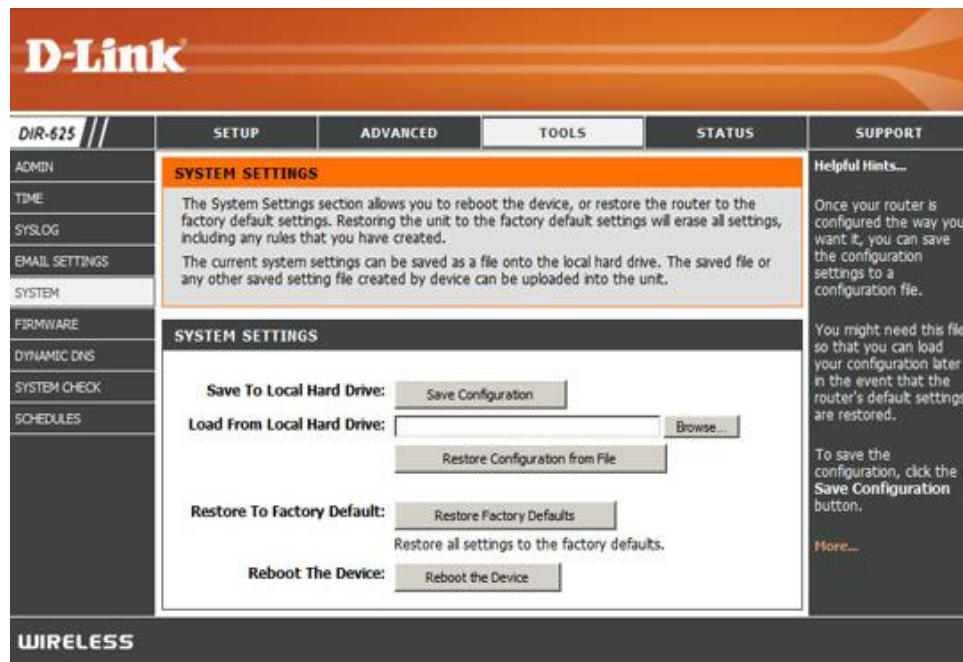 D-Link
DIR-625
SETUP
ADVANCED
TOOLS
STATUS
SUPPORT
ADMIN
TIME
SYSLOG
EMAIL SETTINGS
SYSTEM
FIRMWARE
DYNAMIC DNS
SYSTEM CHECK
SCHEDULES
SYSTEM SETTINGS
The System Settings section allows you to reboot the device, or restore the router to the
factory default settings. Restoring the unit to the factory default settings will erase all settings,
including any rules that you have created.
The current system settings can be saved as a file onto the local hard drive. The saved file or
any other saved setting file created by device can be uploaded into the unit.
SYSTEM SETTINGS
Save To Local Hard Drive: Save Configuration
Load From Local Hard Drive: Browse...
Restore Configuration from File
Restore To Factory Default: Restore Factory Defaults
Restore all settings to the factory defaults.
Reboot The Device: Reboot the Device
Helpful Hints...
Once your router is
configured the way you
want it, you can save
the configuration
settings to a
configuration file.
You might need this file
so that you can load
your configuration later
in the event that the
router's default settings
are restored.
To save the
configuration, click the
Save Configuration
button.
More...
WIRELESS